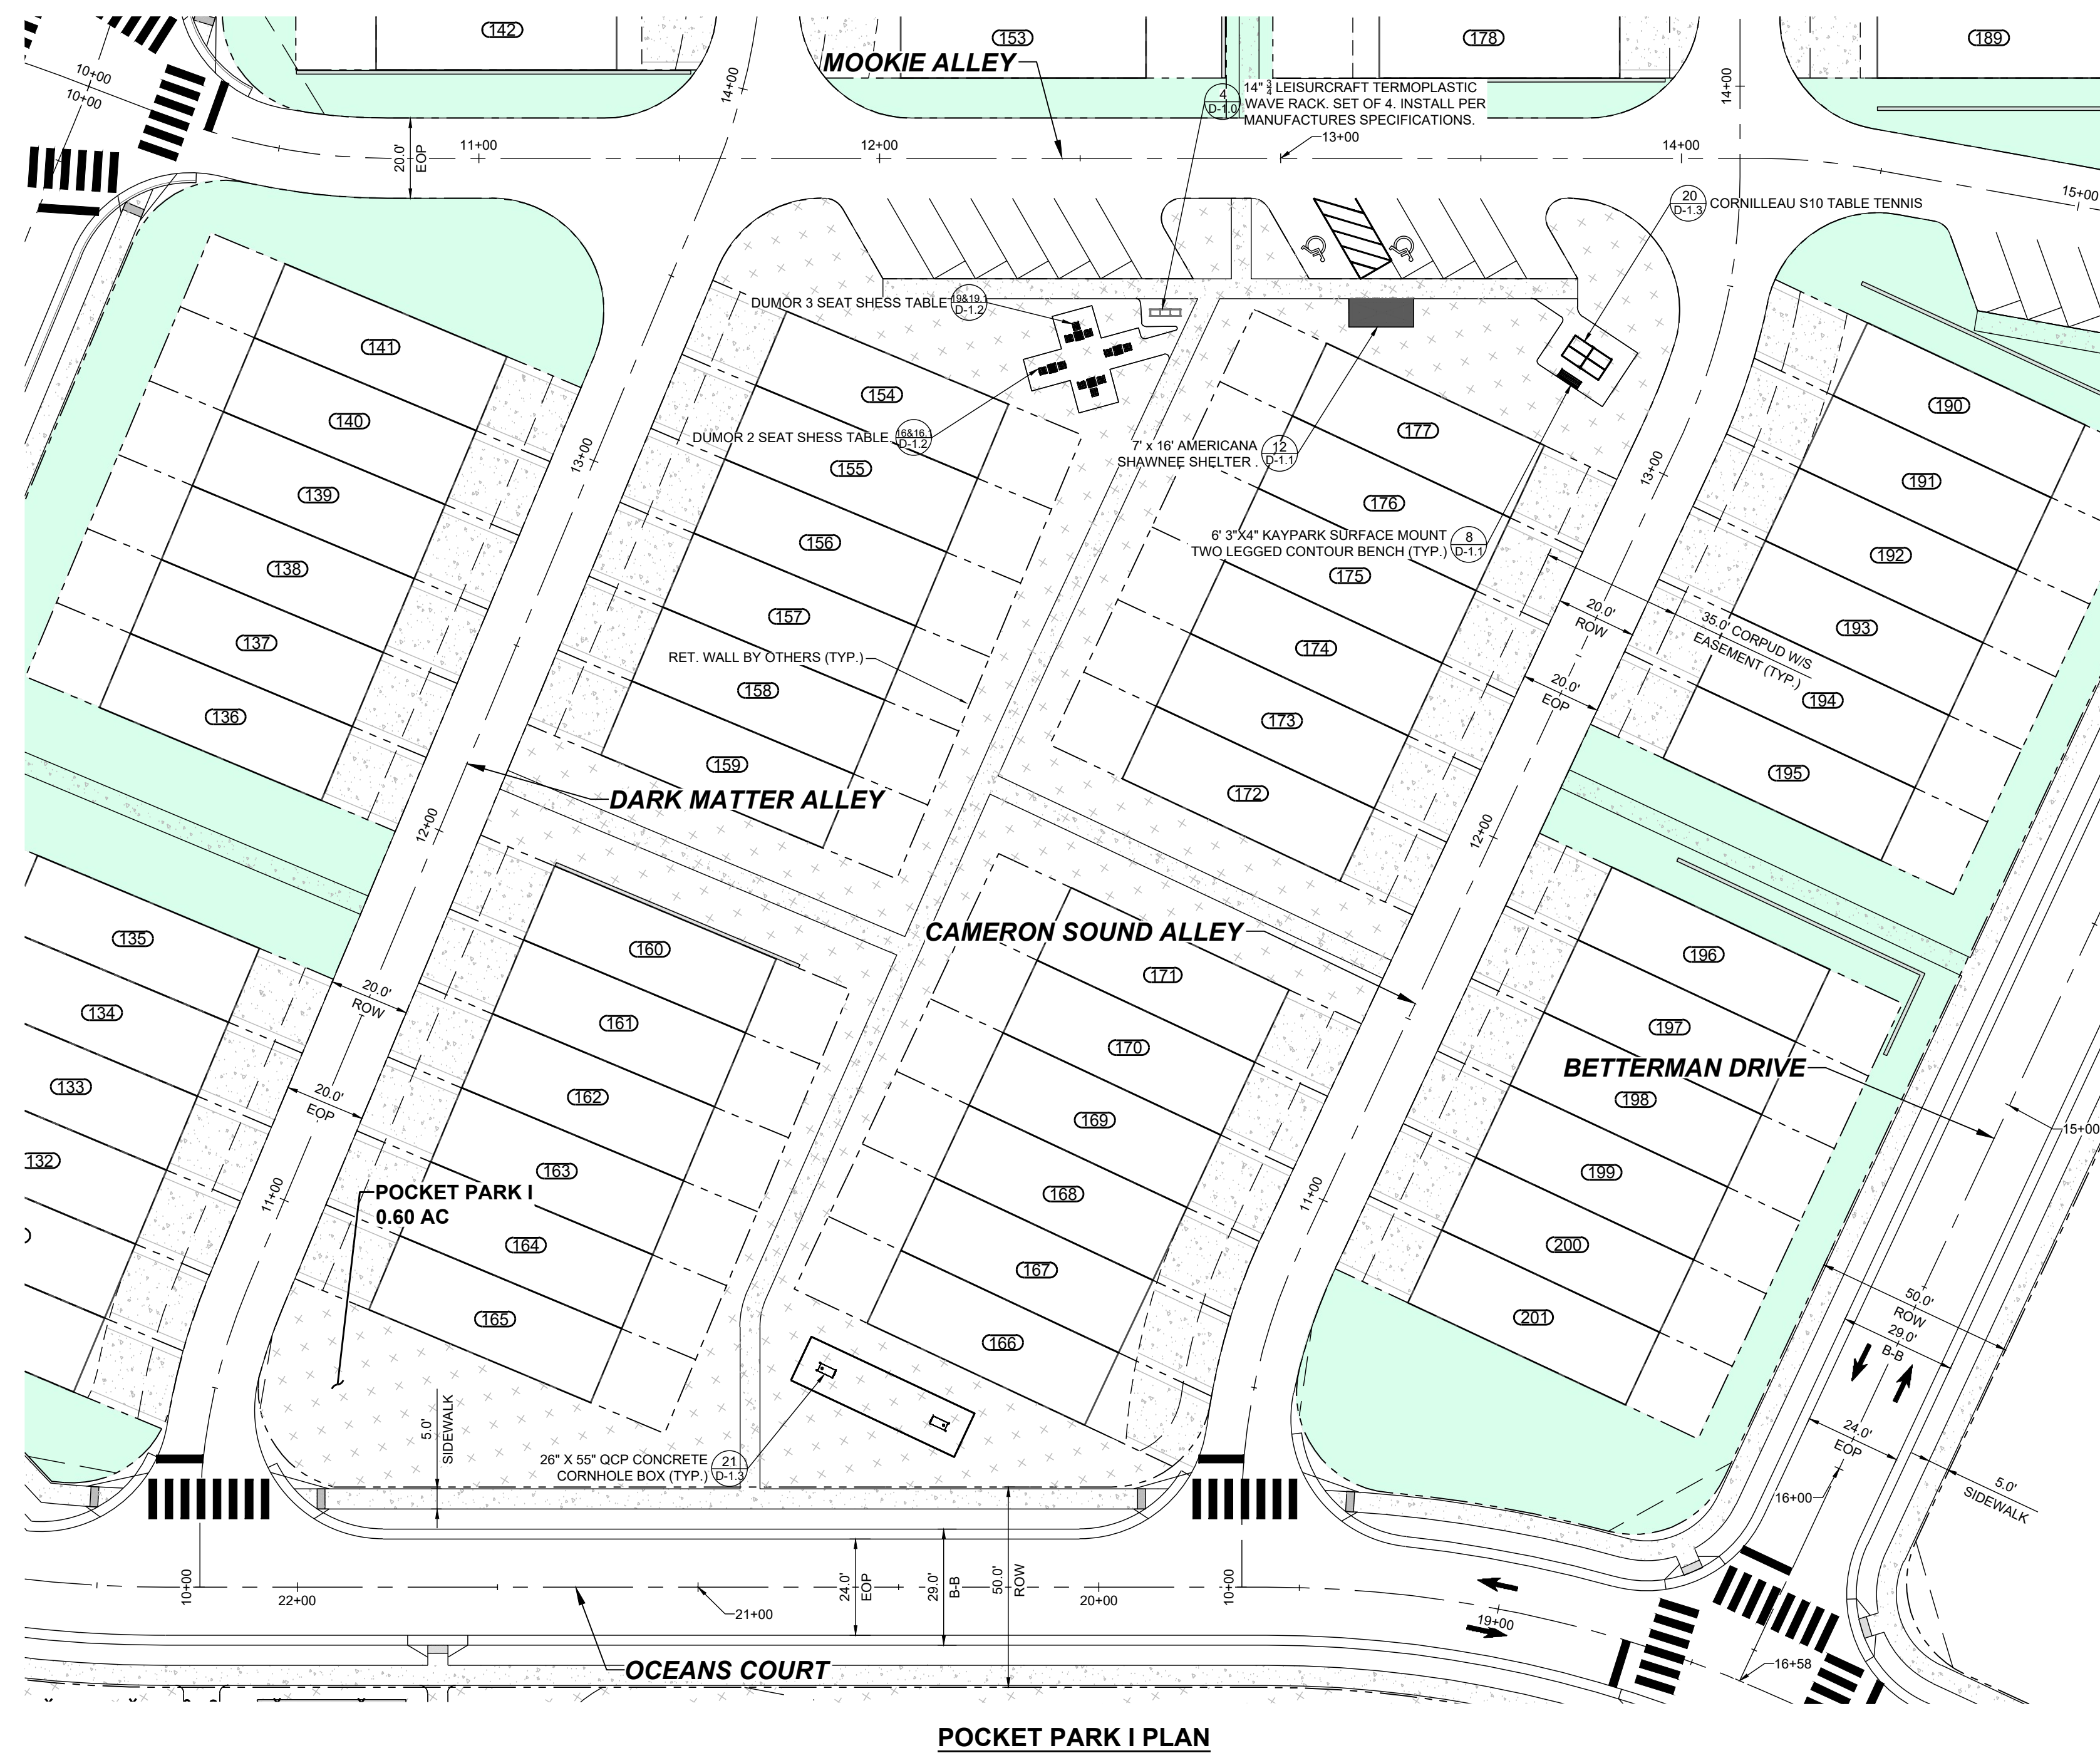 142
153
178
189
MOOKIE ALLEY
10+00
10+00
14+00
14+00
4
D-1.0
14" 3/4 LEISURCRAFT TERMOPLASTIC
WAVE RACK. SET OF 4. INSTALL PER
MANUFACTURES SPECIFICATIONS.
20.0'
EOP
11+00
12+00
13+00
14+00
15+00
20
D-1.3
CORNILLEAU S10 TABLE TENNIS
DUMOR 3 SEAT SHESS TABLE
19&19.
D-1.2
DUMOR 2 SEAT SHESS TABLE
16&16.
D-1.2
7' x 16' AMERICANA
SHAWNEE SHELTER .
12
D-1.1
6' 3"X4" KAYPARK SURFACE MOUNT
TWO LEGGED CONTOUR BENCH (TYP.)
8
D-1.1
141
140
139
138
137
136
154
155
156
157
158
159
RET. WALL BY OTHERS (TYP.)
177
176
175
174
173
172
190
191
192
193
194
195
13+00
13+00
20.0'
ROW
35.0' CORPUD W/S
EASEMENT (TYP.)
20.0'
EOP
DARK MATTER ALLEY
12+00
12+00
CAMERON SOUND ALLEY
135
134
133
132
20.0'
ROW
20.0'
EOP
160
161
162
163
164
165
171
170
169
168
167
166
196
197
198
199
200
201
BETTERMAN DRIVE
15+00
11+00
11+00
POCKET PARK I
0.60 AC
50.0'
ROW
29.0'
B-B
24.0'
EOP
5.0'
SIDEWALK
5.0'
SIDEWALK
26" X 55" QCP CONCRETE
CORNHOLE BOX (TYP.)
21
D-1.3
16+00
10+00
22+00
21+00
24.0'
EOP
29.0'
B-B
50.0'
ROW
20+00
10+00
19+00
16+58
OCEANS COURT
POCKET PARK I PLAN